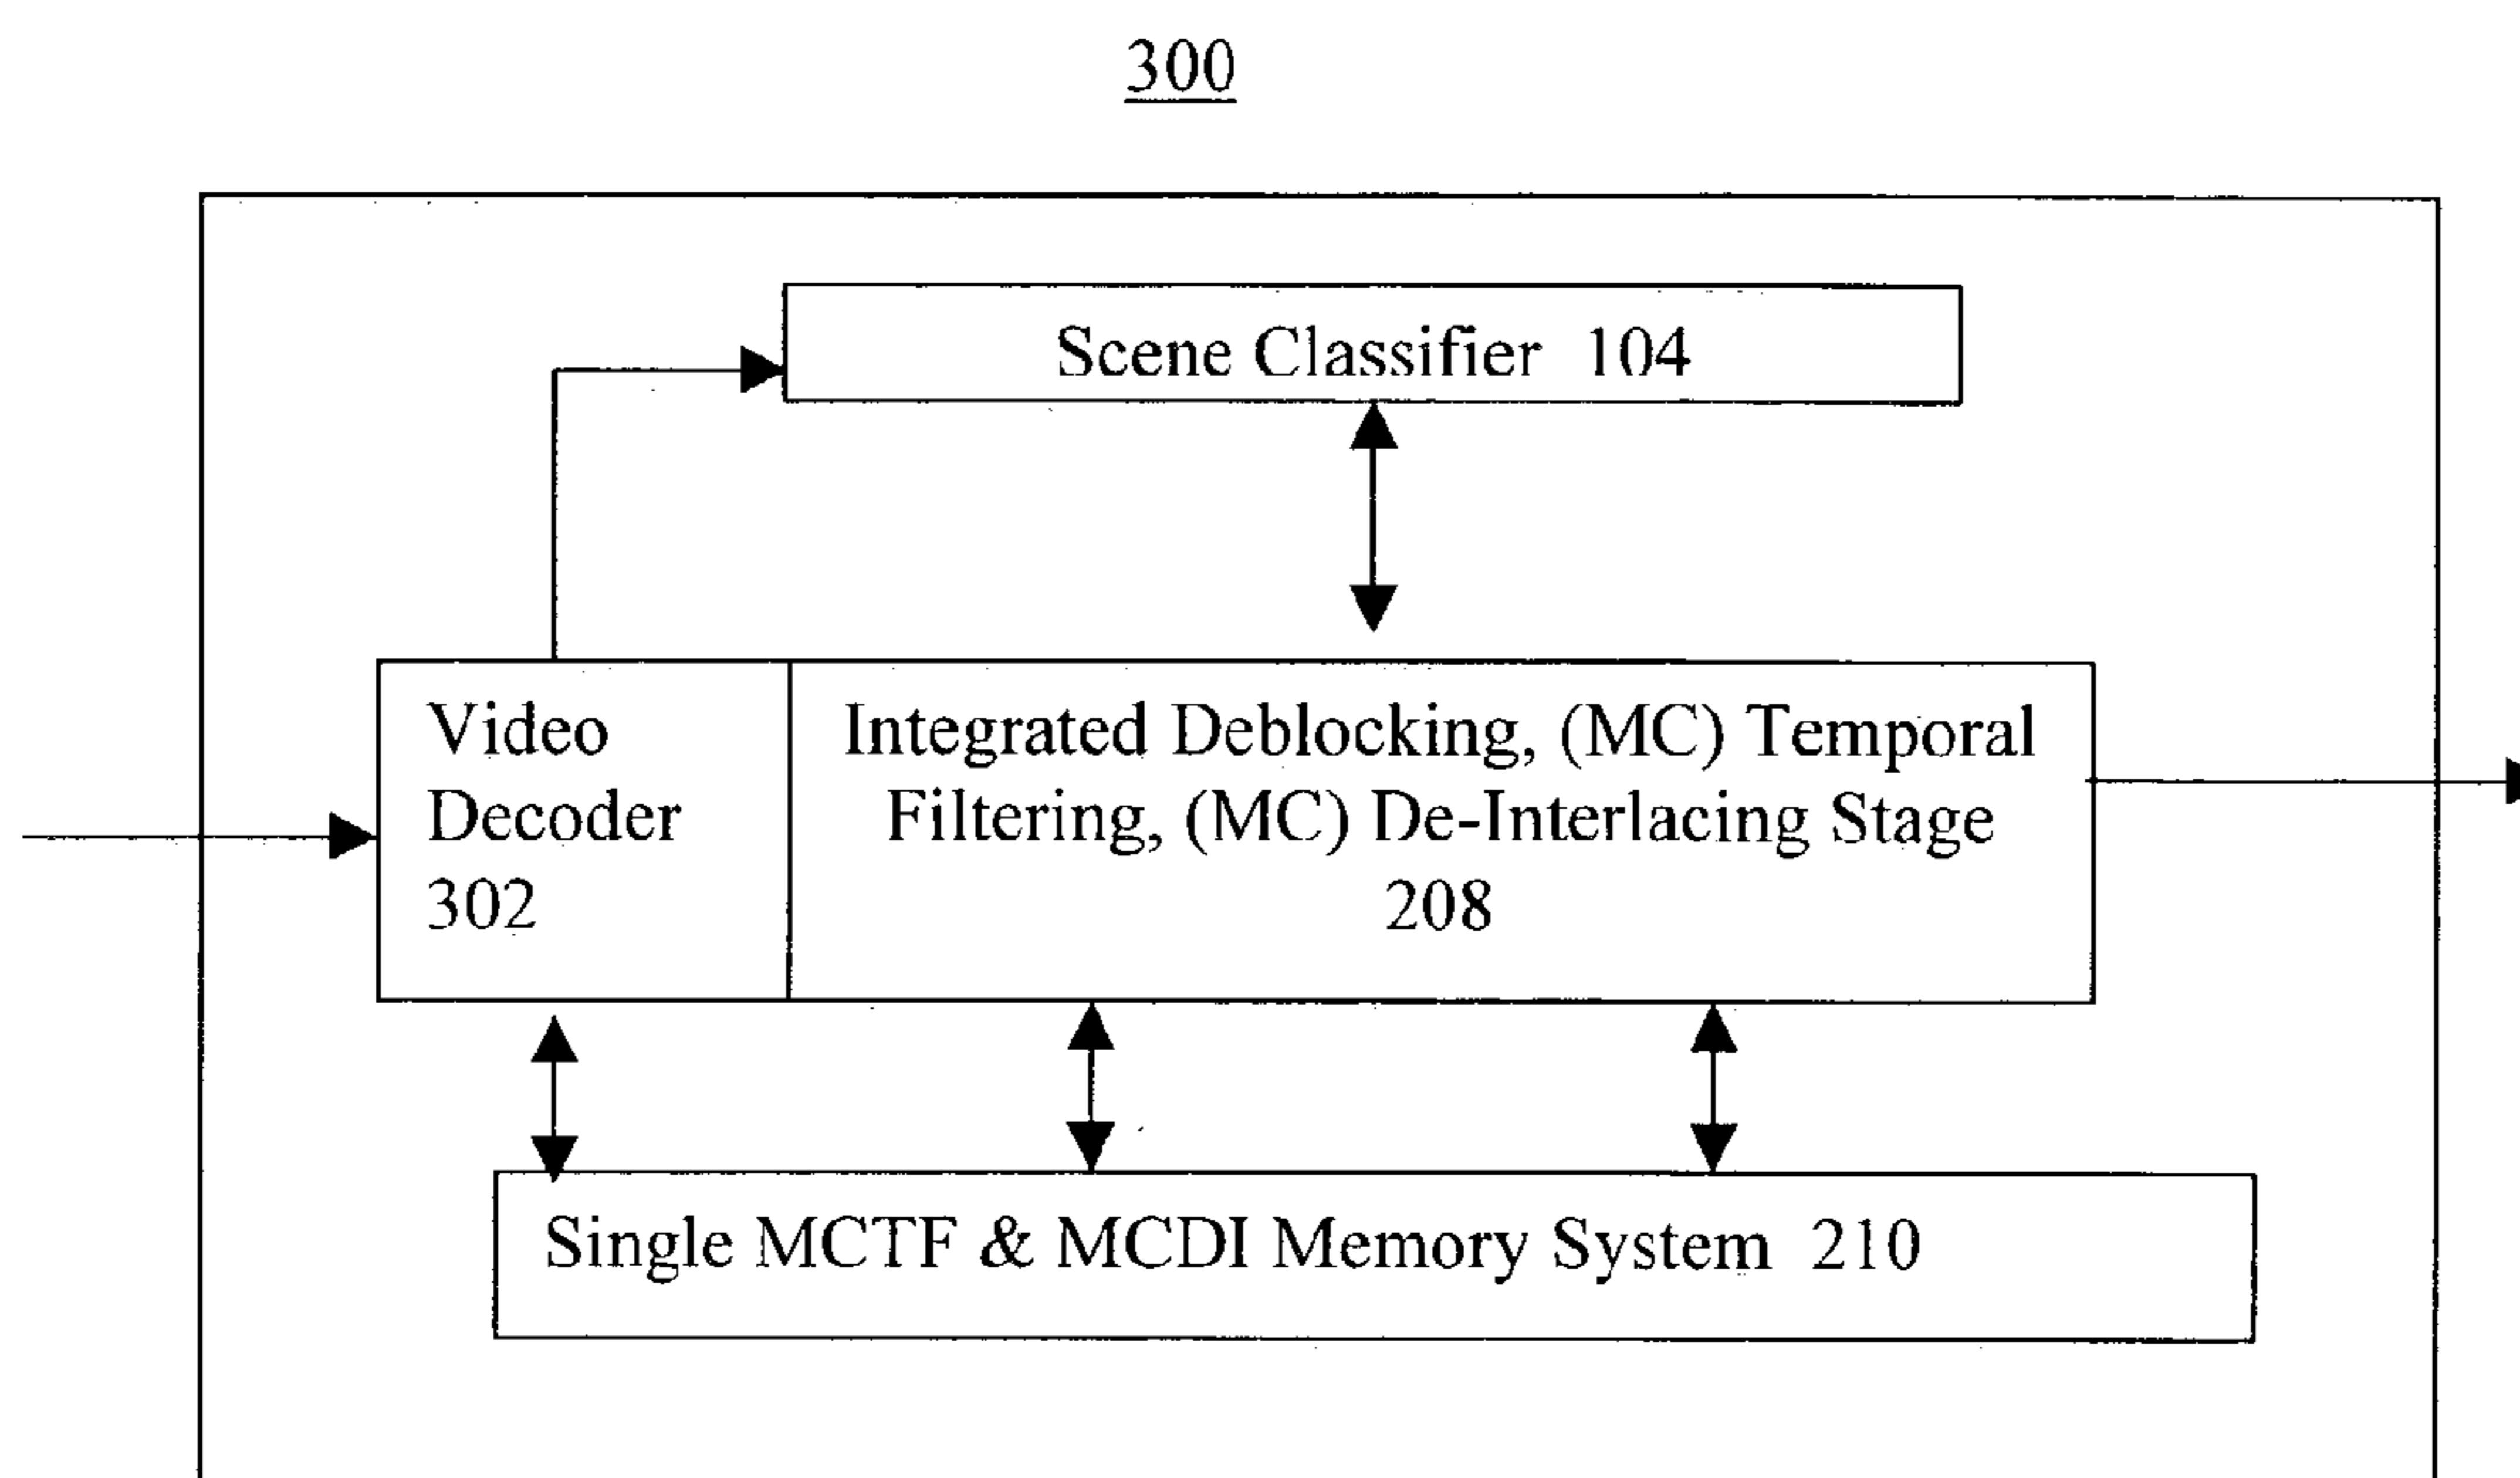 300
Scene Classifier 104
Video
Decoder
302
Integrated Deblocking, (MC) Temporal
Filtering, (MC) De-Interlacing Stage
208
Single MCTF & MCDI Memory System 210